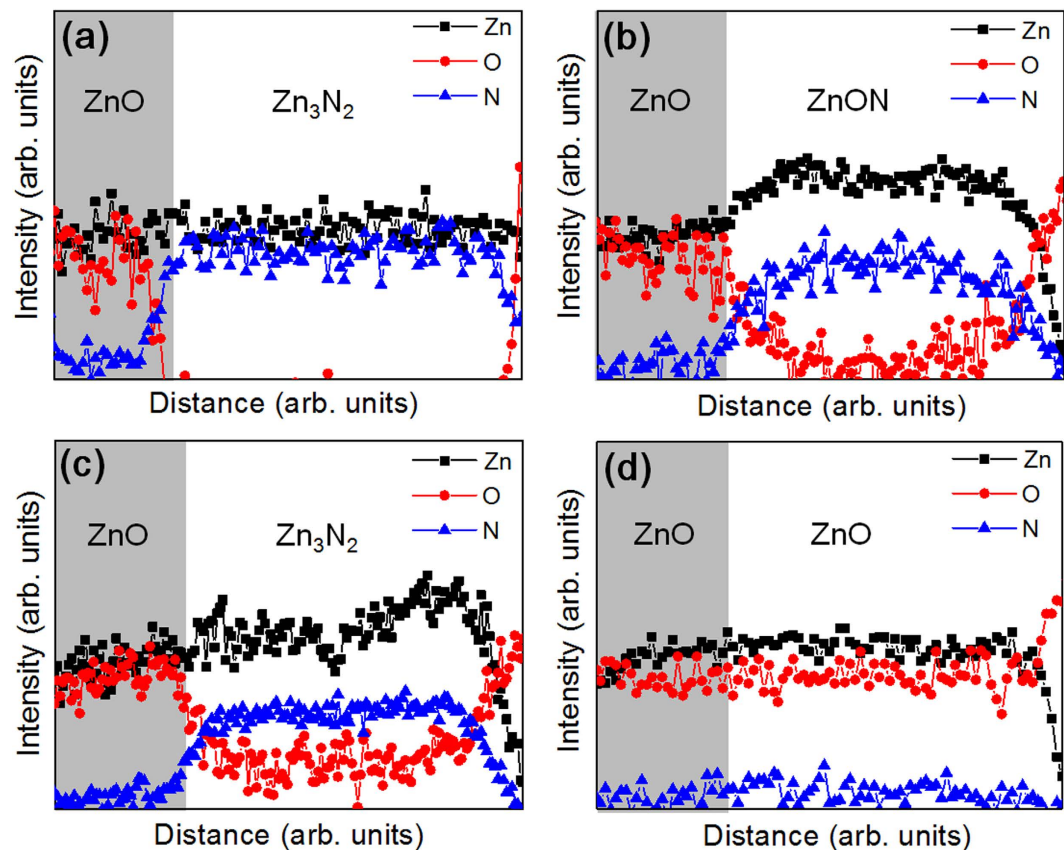 (a)
Zn
O
N
ZnO
Zn₃N₂
Intensity (arb. units)
Distance (arb. units)
(b)
Zn
O
N
ZnO
ZnON
Intensity (arb. units)
Distance (arb. units)
(c)
Zn
O
N
ZnO
Zn₃N₂
Intensity (arb. units)
Distance (arb. units)
(d)
Zn
O
N
ZnO
ZnO
Intensity (arb. units)
Distance (arb. units)